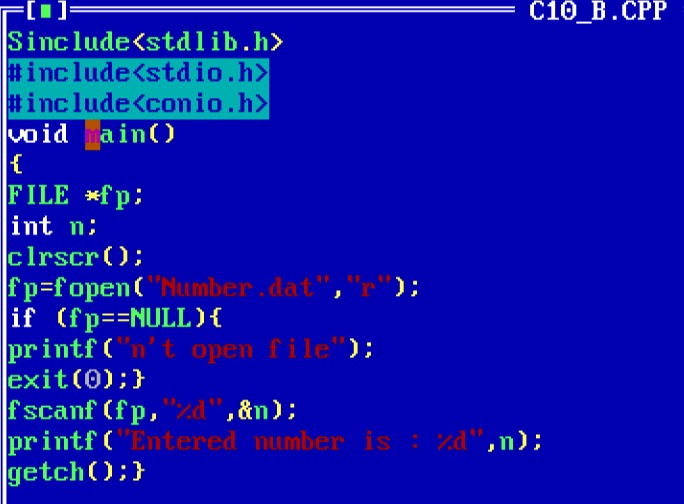 [■] C10_B.CPP
Sinclude<stdlib.h>
#include<stdio.h>
#include<conio.h>
void main()
{
FILE *fp;
int n;
clrscr();
fp=fopen("Number.dat","r");
if (fp==NULL){
printf("n't open file");
exit(0);}
fscanf(fp,"%d",&n);
printf("Entered number is : %d",n);
getch();}